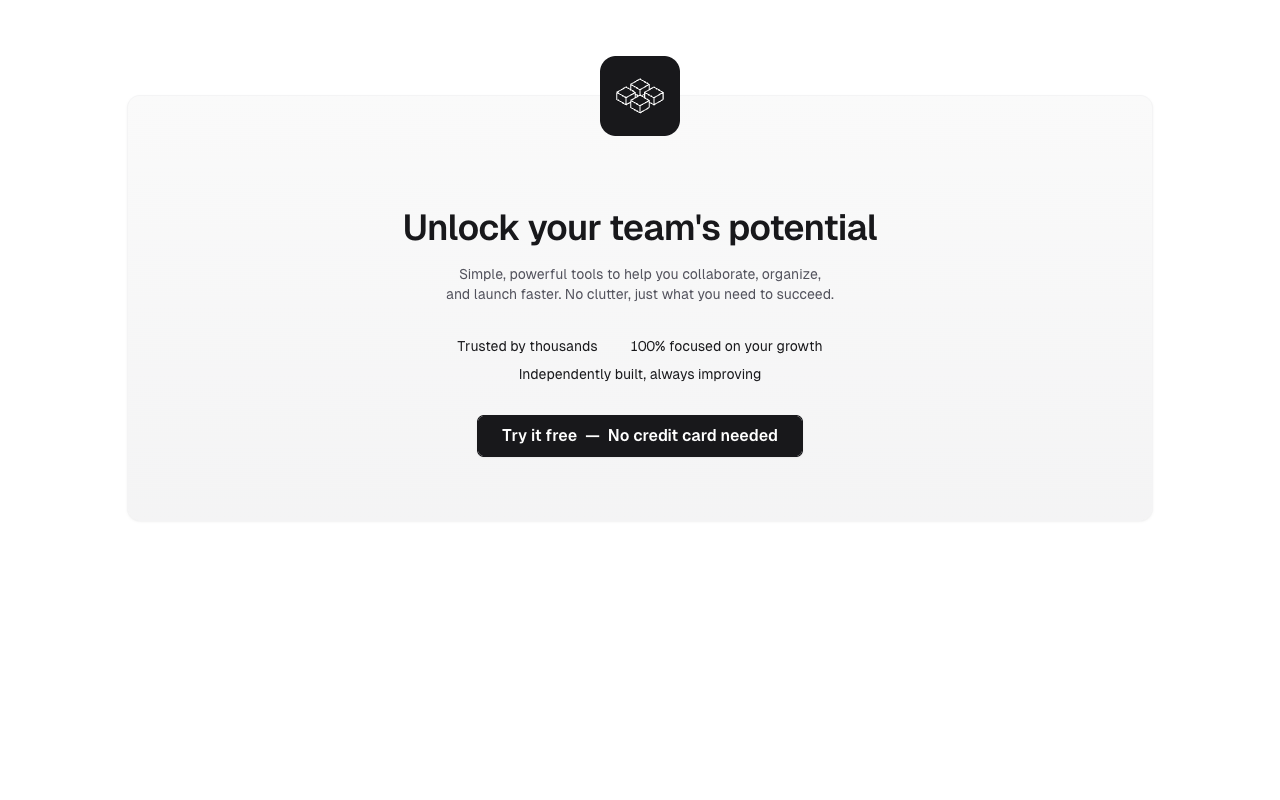 Unlock your team's potential
Simple, powerful tools to help you collaborate, organize,
and launch faster. No clutter, just what you need to succeed.
Trusted by thousands 100% focused on your growth
Independently built, always improving
Try it free — No credit card needed